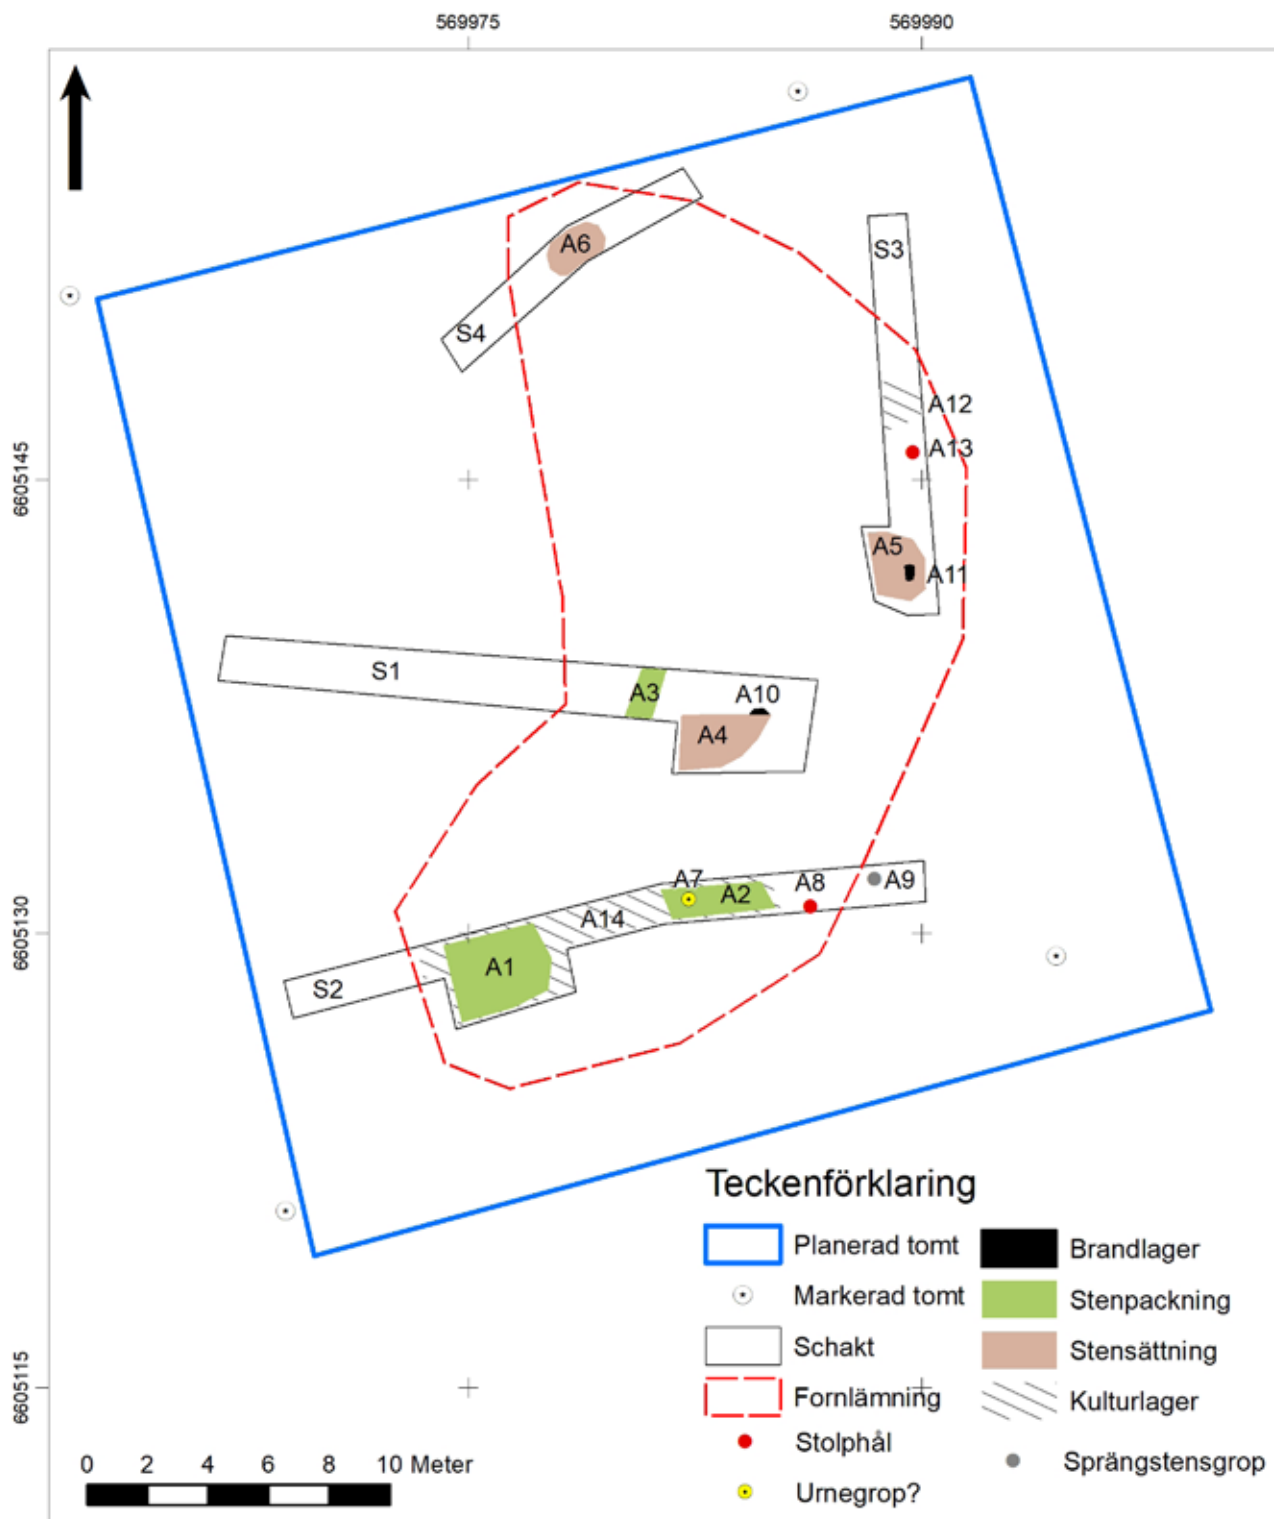 569975 569990
A6
S3
S4
A12
A13
6605145
A5
A11
S1
A3
A10
A4
A7
A2
A8
A9
A14
6605130
A1
S2
Teckenförklaring
Planerad tomt
Markerad tomt
Schakt
Fornlämning
Stolphål
Urnegrop?
Brandlager
Stenpackning
Stensättning
Kulturlager
Sprängstensgrop
6605115
0 2 4 6 8 10 Meter